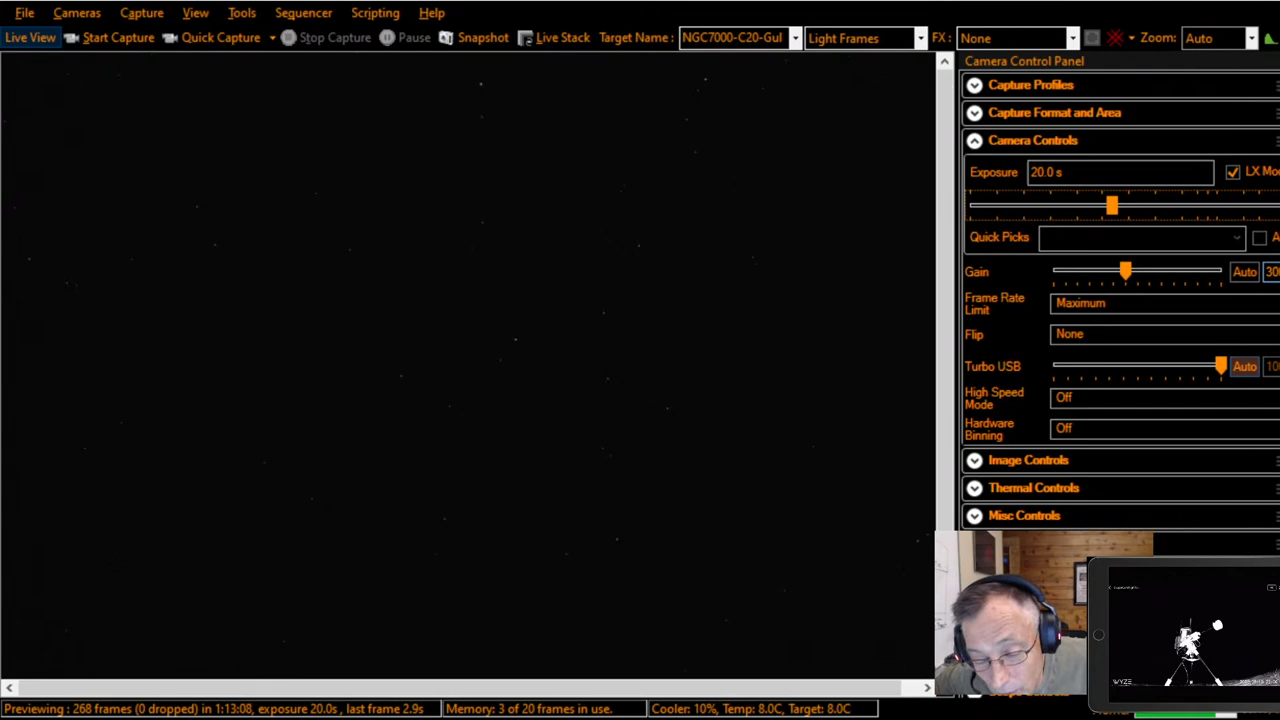 File Cameras Capture View Tools Sequencer Scripting Help
Live View Start Capture Quick Capture Stop Capture Pause Snapshot Live Stack Target Name : NGC7000-C20-Gul Light Frames FX : None Zoom: Auto
Camera Control Panel
Capture Profiles
Capture Format and Area
Camera Controls
Exposure 20.0 s LX Mo
Quick Picks A
Gain Auto 300
Frame Rate Limit Maximum
Flip None
Turbo USB Auto 100
High Speed Mode Off
Hardware Binning Off
Image Controls
Thermal Controls
Misc Controls
WYZE
Previewing : 268 frames (0 dropped) in 1:13:08, exposure 20.0s , last frame 2.9s Memory: 3 of 20 frames in use. Cooler: 10%, Temp: 8.0C, Target: 8.0C